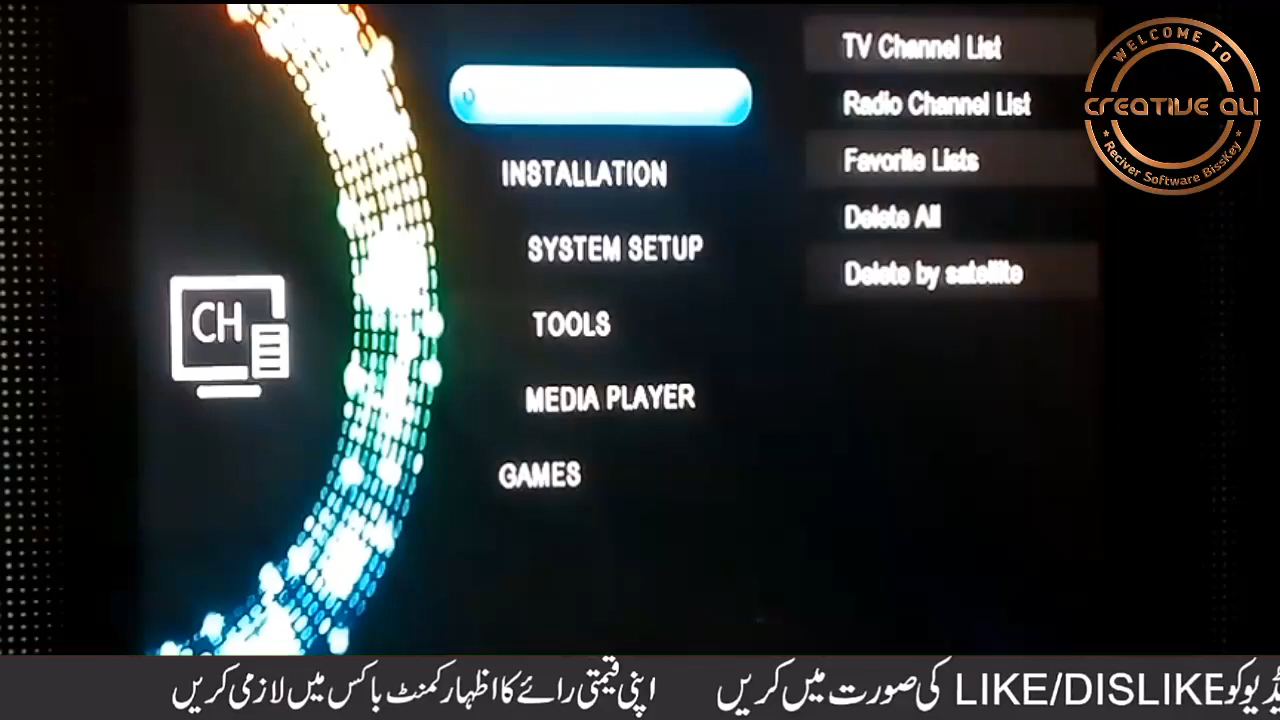 TV Channel List
Radio Channel List
Favorite Lists
Delete All
Delete by satellite
INSTALLATION
SYSTEM SETUP
TOOLS
MEDIA PLAYER
GAMES
CH
WELCOME TO
CREATIVE ALI
Reciver Software BissKey
کو LIKE/DISLIKE کی صورت میں کریں
اپنی قیمتی رائے کا اظہار کمنٹ باکس میں لازمی کریں